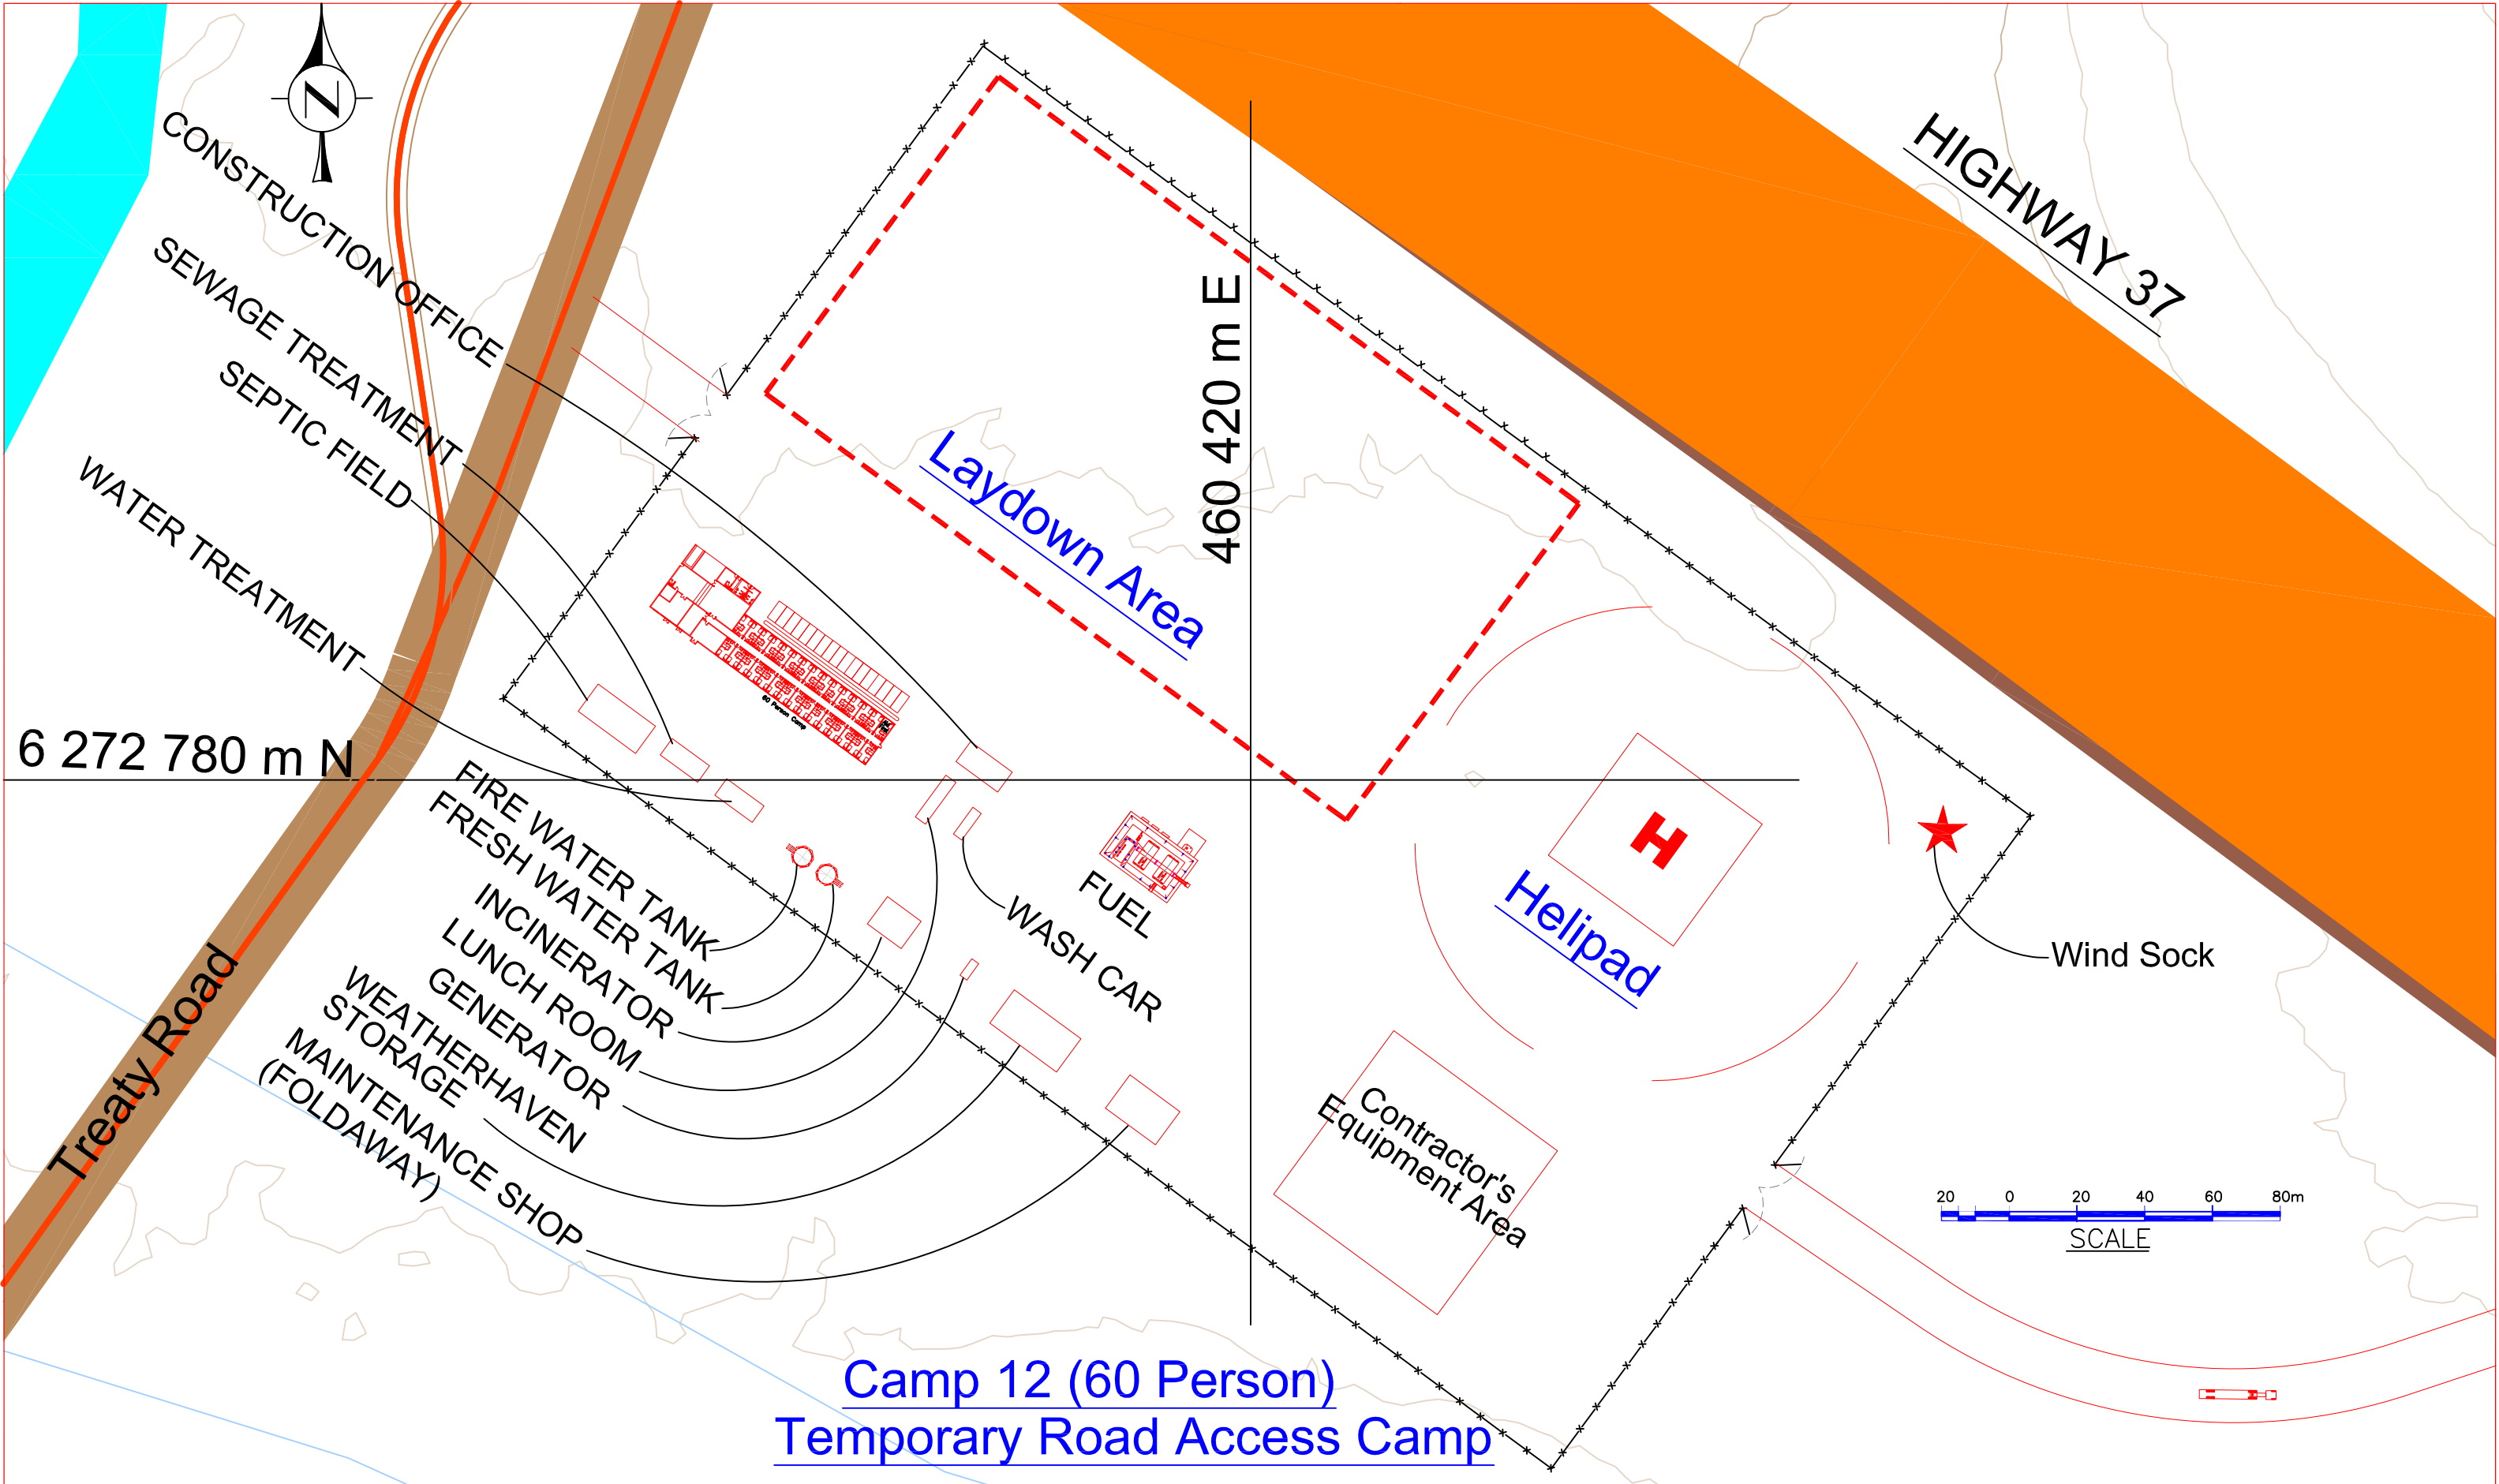 N
CONSTRUCTION OFFICE
SEWAGE TREATMENT
SEPTIC FIELD
WATER TREATMENT
HIGHWAY 37
460 420 m E
Laydown Area
60 Person Camp
6 272 780 m N
FIRE WATER TANK
FRESH WATER TANK
INCINERATOR
LUNCH ROOM
GENERATOR
WEATHERHAVEN
STORAGE
MAINTENANCE SHOP
(FOLDAWAY)
WASH CAR
FUEL
H
Helipad
Wind Sock
Treaty Road
Contractor's
Equipment Area
20 0 20 40 60 80m
SCALE
Camp 12 (60 Person)
Temporary Road Access Camp